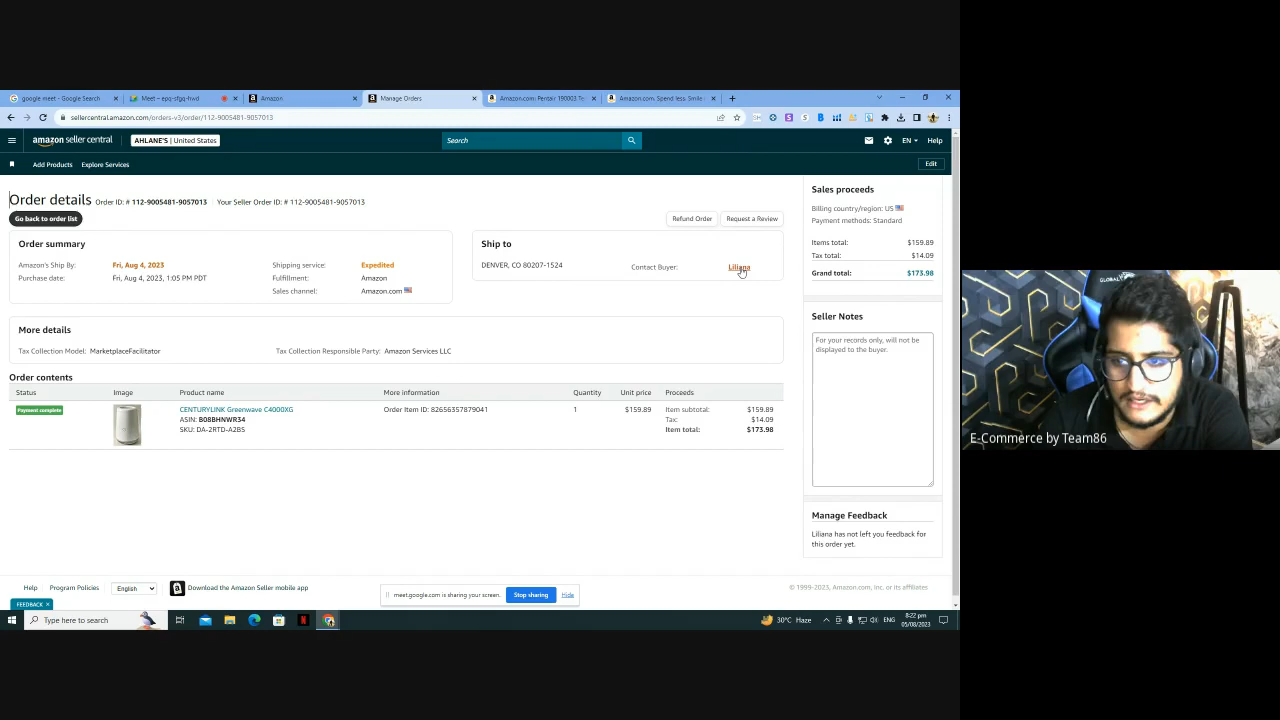 google meet - Google Search
Meet – epq-sfgq-hwd
Amazon
Manage Orders
Amazon.com: Pentair 190003 Te
Amazon.com: Spend less. Smile
sellercentral.amazon.com/orders-v3/order/112-9005481-9057013
amazon seller central
AHLANE'S | United States
Search
EN
Help
Add Products
Explore Services
Edit
Order details
Order ID: # 112-9005481-9057013
Your Seller Order ID: # 112-9005481-9057013
Go back to order list
Refund Order
Request a Review
Order summary
Amazon's Ship By:
Fri, Aug 4, 2023
Shipping service:
Expedited
Purchase date:
Fri, Aug 4, 2023, 1:05 PM PDT
Fulfillment:
Amazon
Sales channel:
Amazon.com
Ship to
DENVER, CO 80207-1524
Contact Buyer:
Liliana
More details
Tax Collection Model: MarketplaceFacilitator
Tax Collection Responsible Party: Amazon Services LLC
Order contents
Status
Image
Product name
More information
Quantity
Unit price
Proceeds
Payment complete
CENTURYLINK Greenwave C4000XG
ASIN: B08BHNWR34
SKU: DA-2RTD-A2BS
Order Item ID: 82656357879041
1
$159.89
Item subtotal: $159.89
Tax: $14.09
Item total: $173.98
Sales proceeds
Billing country/region: US
Payment methods: Standard
Items total: $159.89
Tax total: $14.09
Grand total: $173.98
Seller Notes
For your records only, will not be
displayed to the buyer.
Manage Feedback
Liliana has not left you feedback for
this order yet.
Help
Program Policies
English
Download the Amazon Seller mobile app
© 1999-2023, Amazon.com, Inc. or its affiliates
FEEDBACK
meet.google.com is sharing your screen.
Stop sharing
Hide
Type here to search
30°C Haze
ENG
8:22 pm
05/08/2023
GLOBAL
E-Commerce by Team86